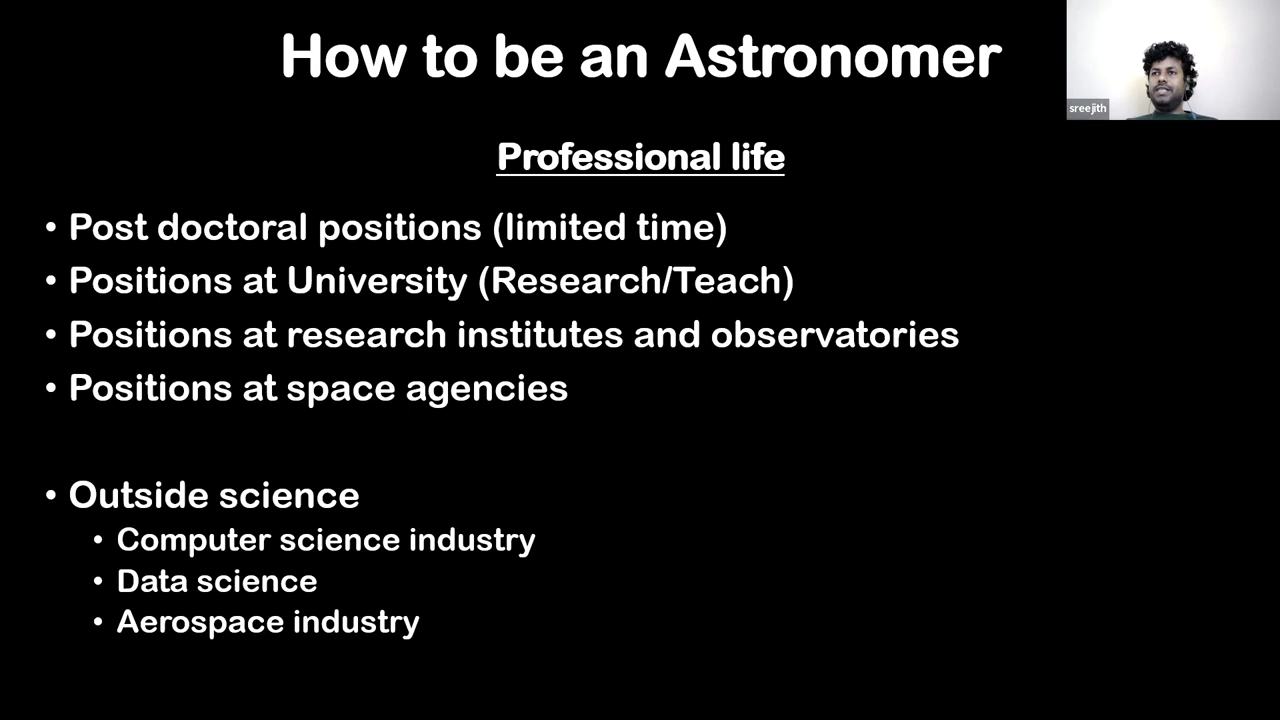 How to be an Astronomer
sreejith
Professional life
• Post doctoral positions (limited time)
• Positions at University (Research/Teach)
• Positions at research institutes and observatories
• Positions at space agencies
• Outside science
• Computer science industry
• Data science
• Aerospace industry